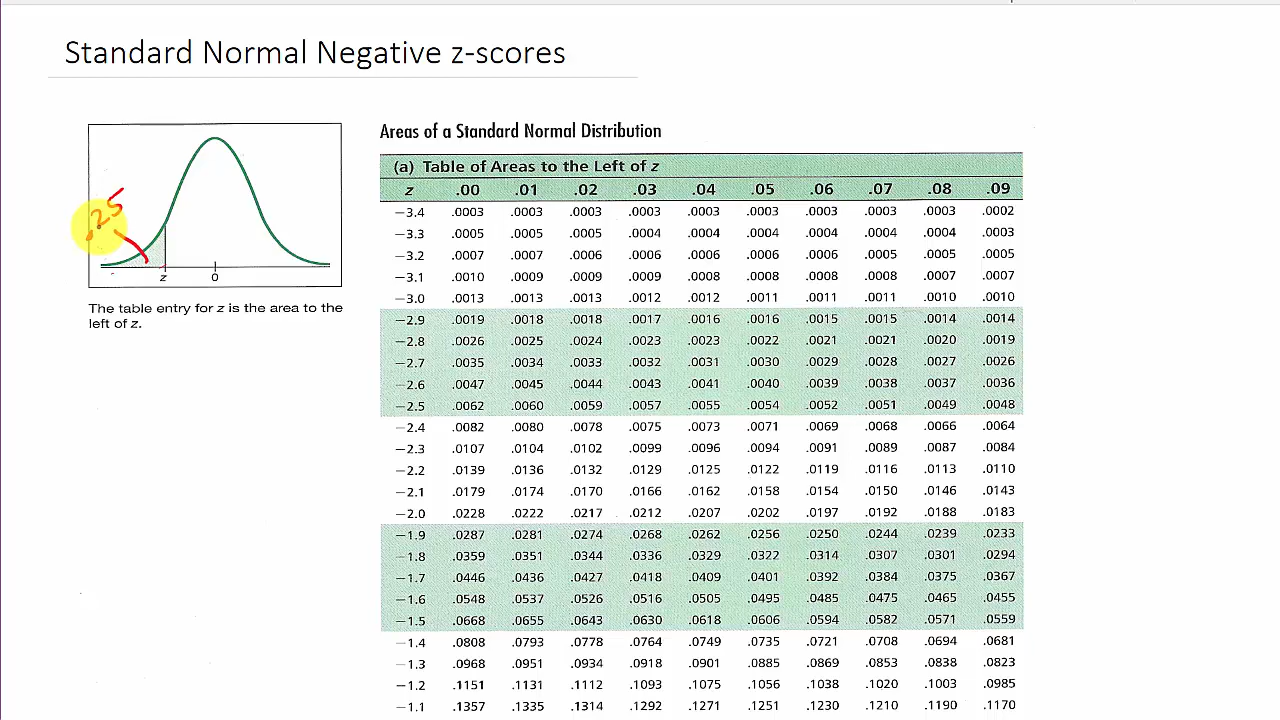 Standard Normal Negative z-scores
.25
z 0
The table entry for z is the area to the
left of z.
Areas of a Standard Normal Distribution
(a) Table of Areas to the Left of z
z .00 .01 .02 .03 .04 .05 .06 .07 .08 .09
−3.4 .0003 .0003 .0003 .0003 .0003 .0003 .0003 .0003 .0003 .0002
−3.3 .0005 .0005 .0005 .0004 .0004 .0004 .0004 .0004 .0004 .0003
−3.2 .0007 .0007 .0006 .0006 .0006 .0006 .0006 .0005 .0005 .0005
−3.1 .0010 .0009 .0009 .0009 .0008 .0008 .0008 .0008 .0007 .0007
−3.0 .0013 .0013 .0013 .0012 .0012 .0011 .0011 .0011 .0010 .0010
−2.9 .0019 .0018 .0018 .0017 .0016 .0016 .0015 .0015 .0014 .0014
−2.8 .0026 .0025 .0024 .0023 .0023 .0022 .0021 .0021 .0020 .0019
−2.7 .0035 .0034 .0033 .0032 .0031 .0030 .0029 .0028 .0027 .0026
−2.6 .0047 .0045 .0044 .0043 .0041 .0040 .0039 .0038 .0037 .0036
−2.5 .0062 .0060 .0059 .0057 .0055 .0054 .0052 .0051 .0049 .0048
−2.4 .0082 .0080 .0078 .0075 .0073 .0071 .0069 .0068 .0066 .0064
−2.3 .0107 .0104 .0102 .0099 .0096 .0094 .0091 .0089 .0087 .0084
−2.2 .0139 .0136 .0132 .0129 .0125 .0122 .0119 .0116 .0113 .0110
−2.1 .0179 .0174 .0170 .0166 .0162 .0158 .0154 .0150 .0146 .0143
−2.0 .0228 .0222 .0217 .0212 .0207 .0202 .0197 .0192 .0188 .0183
−1.9 .0287 .0281 .0274 .0268 .0262 .0256 .0250 .0244 .0239 .0233
−1.8 .0359 .0351 .0344 .0336 .0329 .0322 .0314 .0307 .0301 .0294
−1.7 .0446 .0436 .0427 .0418 .0409 .0401 .0392 .0384 .0375 .0367
−1.6 .0548 .0537 .0526 .0516 .0505 .0495 .0485 .0475 .0465 .0455
−1.5 .0668 .0655 .0643 .0630 .0618 .0606 .0594 .0582 .0571 .0559
−1.4 .0808 .0793 .0778 .0764 .0749 .0735 .0721 .0708 .0694 .0681
−1.3 .0968 .0951 .0934 .0918 .0901 .0885 .0869 .0853 .0838 .0823
−1.2 .1151 .1131 .1112 .1093 .1075 .1056 .1038 .1020 .1003 .0985
−1.1 .1357 .1335 .1314 .1292 .1271 .1251 .1230 .1210 .1190 .1170